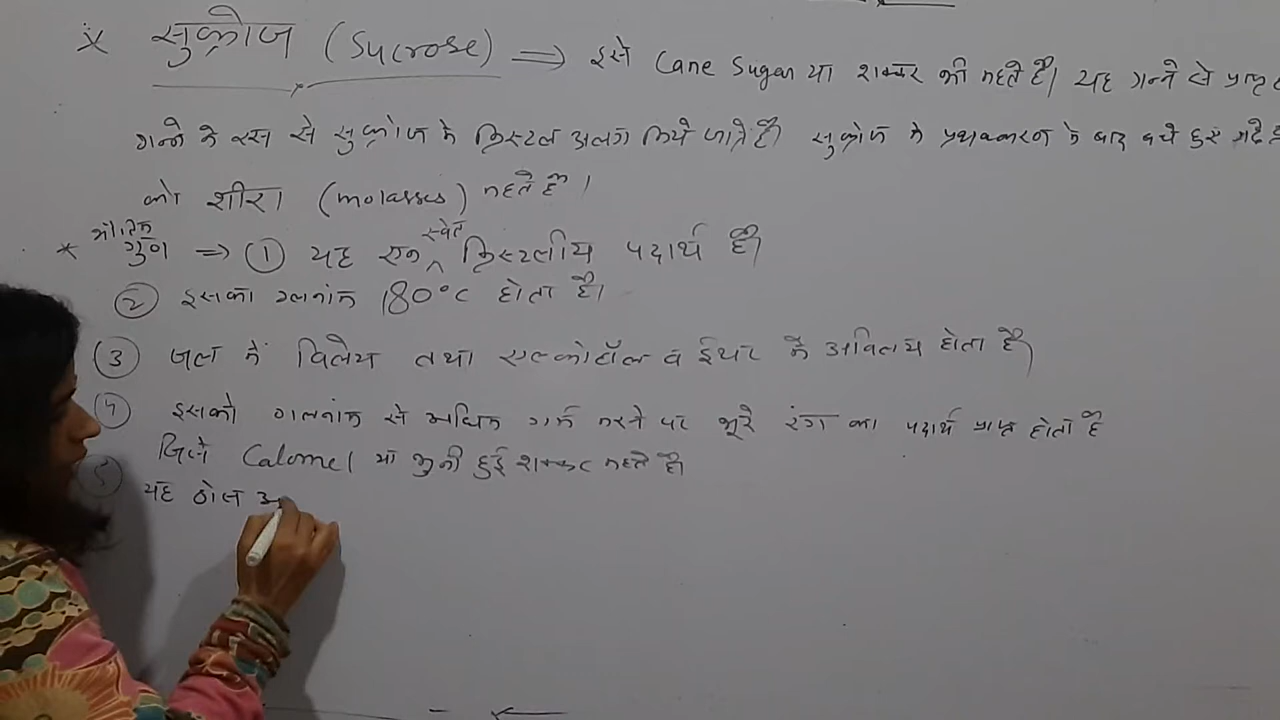 * सुक्रोज (Sucrose) ⇒ इसे Cane Sugar या शक्कर भी कहते हैं। यह गन्ने से प्राप्त
गन्ने के रस से सुक्रोज के क्रिस्टल अलग किये जाते है। सुक्रोज के प्रथक्करण के बाद बचे हुए
को शीरा (molasses) कहते हैं।
* भौतिक गुण ⇒ ① यह एक श्वेत क्रिस्टलीय पदार्थ है।
② इसका गलनांक 180°C होता है।
③ जल में विलेय तथा एल्कोहॉल व ईथर में अविलेय होता है।
④ इसको गलनांक से अधिक गर्म करने पर भूरे रंग का पदार्थ प्राप्त होता है
जिसे Calomel या भुनी हुई शक्कर कहते है।
⑤ यह ठोस